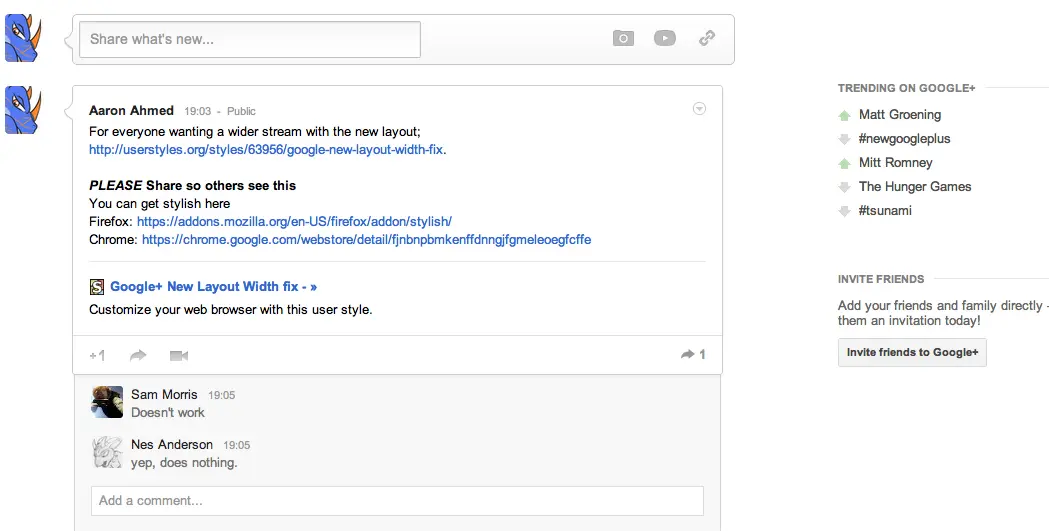 Share what's new...
Aaron Ahmed 19:03 - Public
For everyone wanting a wider stream with the new layout;
http://userstyles.org/styles/63956/google-new-layout-width-fix.
PLEASE Share so others see this
You can get stylish here
Firefox: https://addons.mozilla.org/en-US/firefox/addon/stylish/
Chrome: https://chrome.google.com/webstore/detail/fjnbnpbmkenffdnngjfgmeleoegfcffe
S Google+ New Layout Width fix - »
Customize your web browser with this user style.
+1
1
Sam Morris 19:05
Doesn't work
Nes Anderson 19:05
yep, does nothing.
Add a comment...
TRENDING ON GOOGLE+
Matt Groening
#newgoogleplus
Mitt Romney
The Hunger Games
#tsunami
INVITE FRIENDS
Add your friends and family directly -
them an invitation today!
Invite friends to Google+